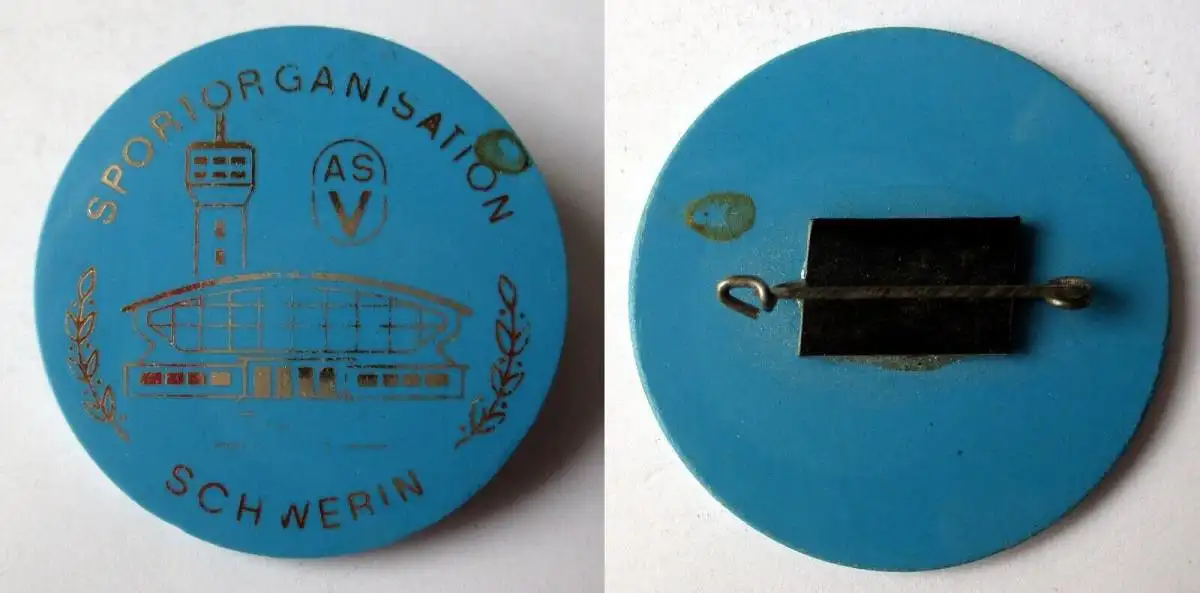 SPORTORGANISATION
AS
V
SCHWERIN